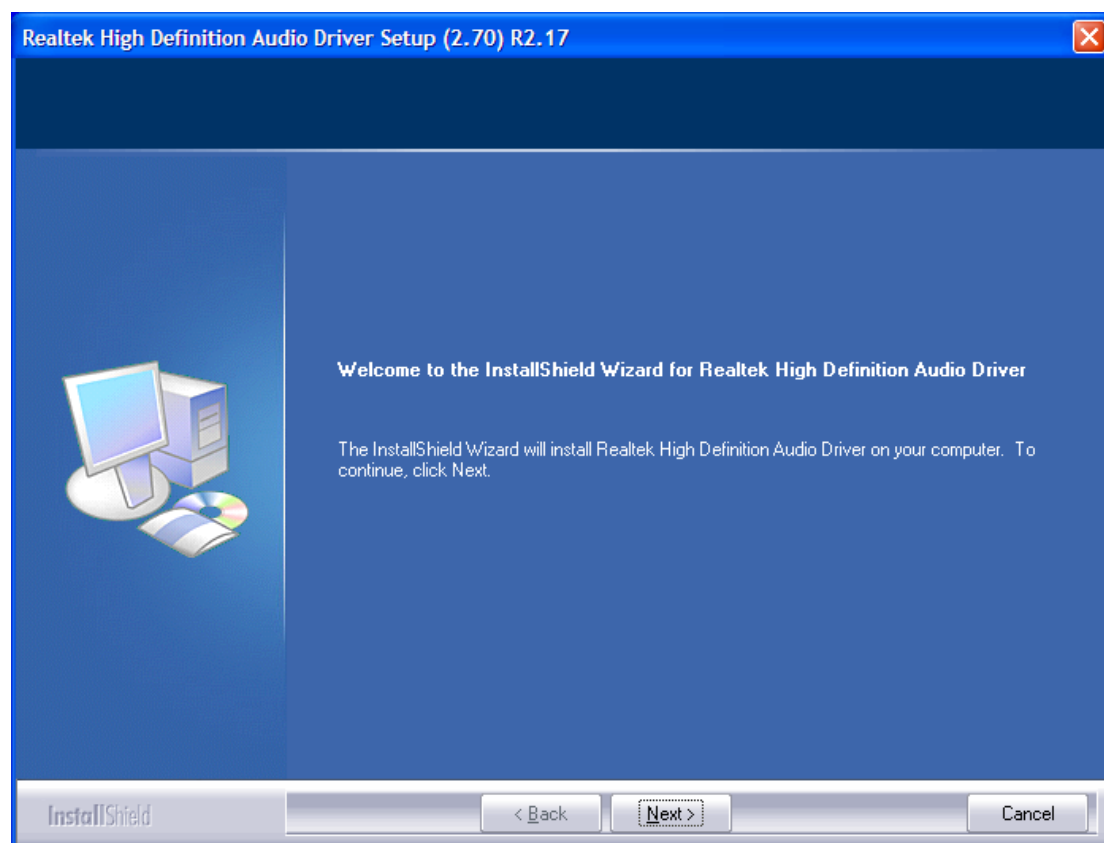 Realtek High Definition Audio Driver Setup (2.70) R2.17
Welcome to the InstallShield Wizard for Realtek High Definition Audio Driver
The InstallShield Wizard will install Realtek High Definition Audio Driver on your computer.  To
continue, click Next.
InstallShield
< Back
Next >
Cancel